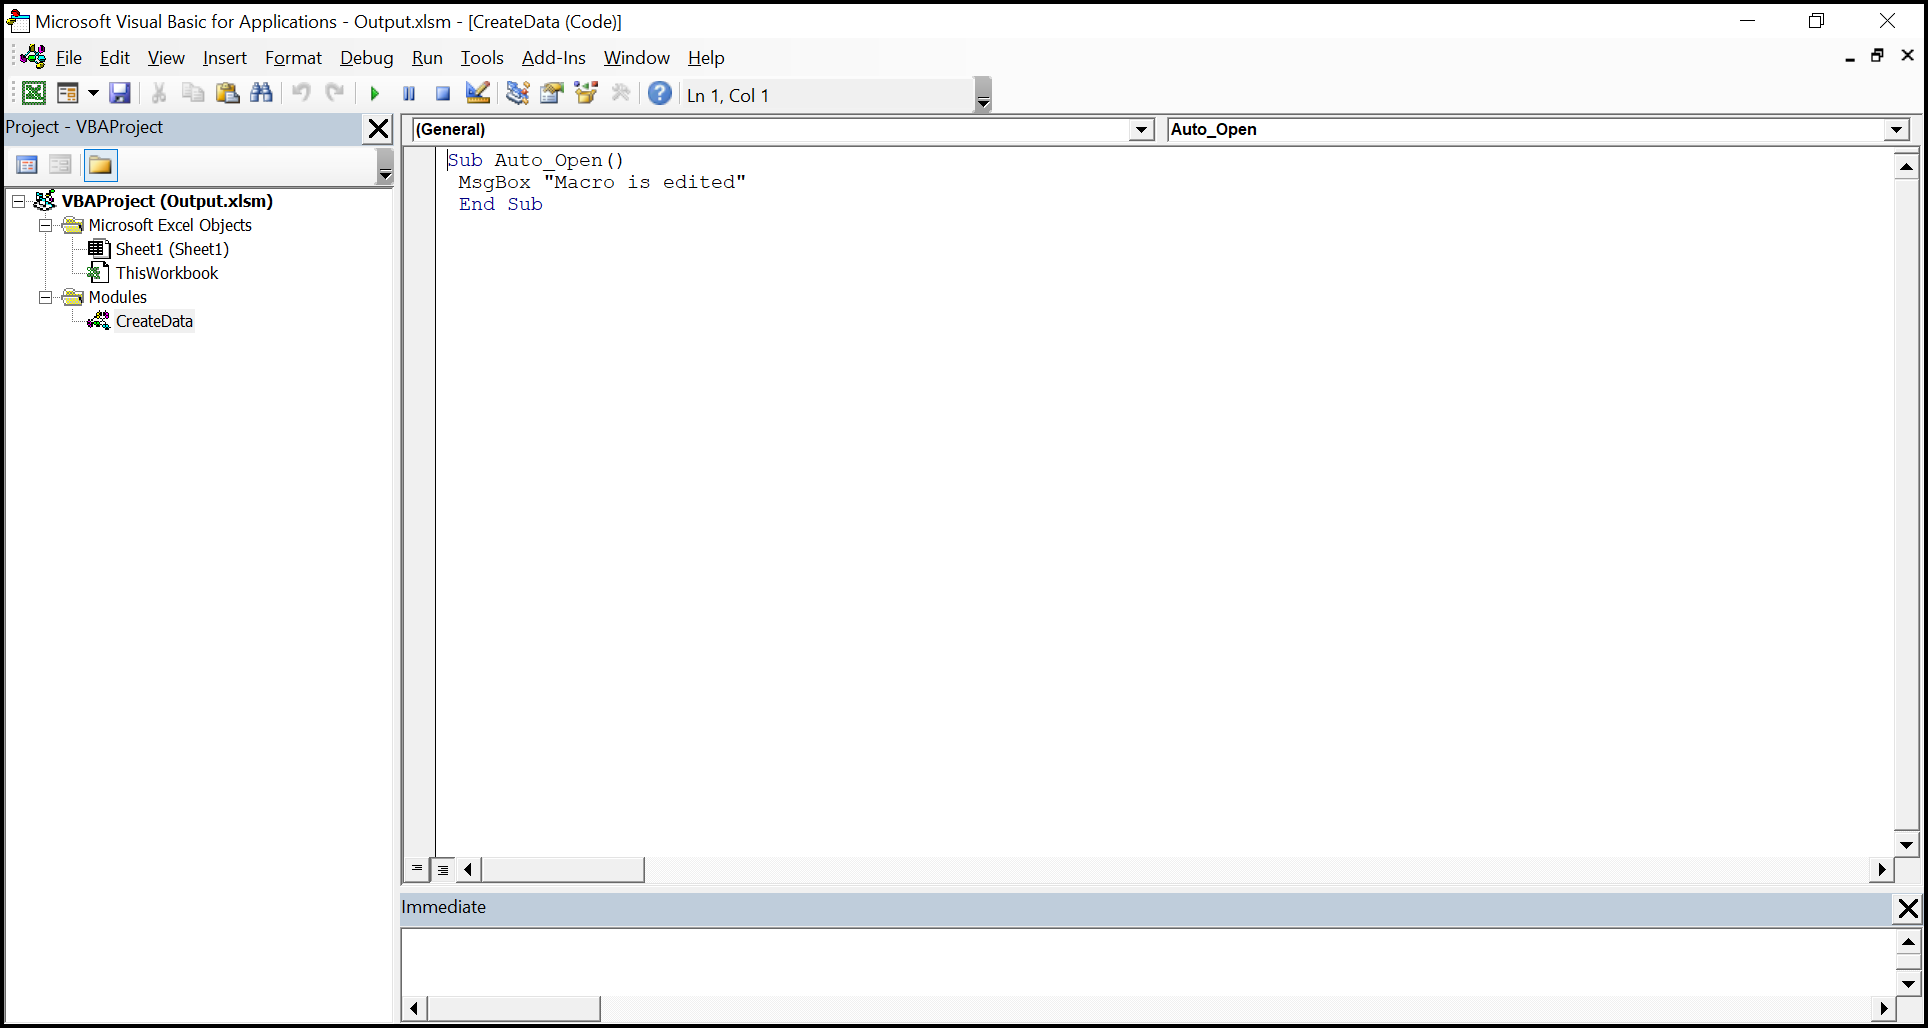 Microsoft Visual Basic for Applications - Output.xlsm - [CreateData (Code)]
File Edit View Insert Format Debug Run Tools Add-Ins Window Help
Ln 1, Col 1
Project - VBAProject
VBAProject (Output.xlsm)
Microsoft Excel Objects
Sheet1 (Sheet1)
ThisWorkbook
Modules
CreateData
(General) Auto_Open
Sub Auto_Open()
MsgBox "Macro is edited"
End Sub
Immediate